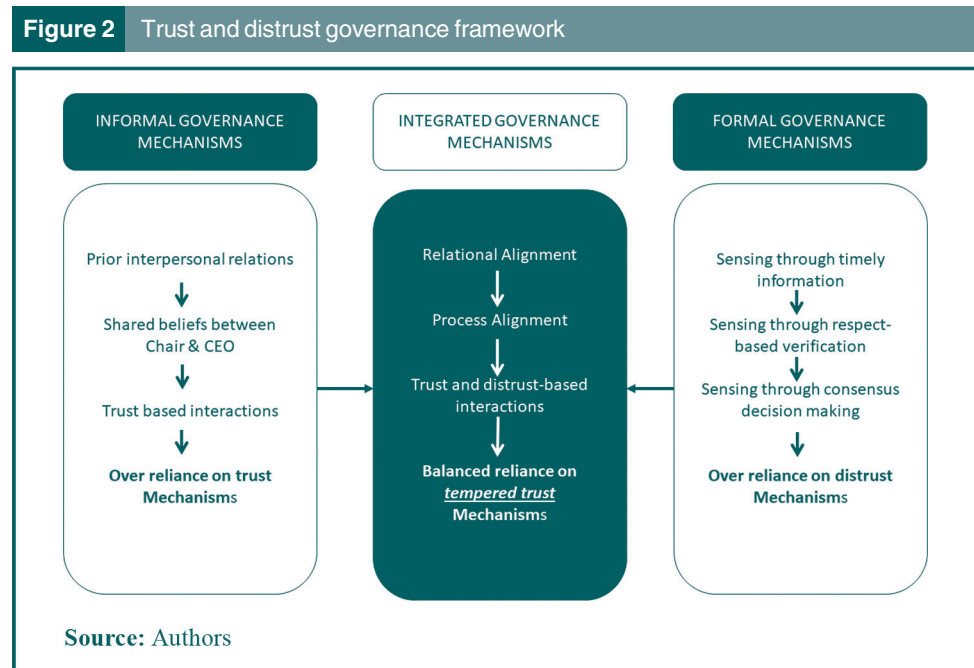 Figure 2 Trust and distrust governance framework
INFORMAL GOVERNANCE
MECHANISMS
Prior interpersonal relations
Shared beliefs between
Chair & CEO
Trust based interactions
Over reliance on trust
Mechanisms
INTEGRATED GOVERNANCE
MECHANISMS
Relational Alignment
Process Alignment
Trust and distrust-based
interactions
Balanced reliance on
tempered trust
Mechanisms
FORMAL GOVERNANCE
MECHANISMS
Sensing through timely
information
Sensing through respect-
based verification
Sensing through consensus
decision making
Over reliance on distrust
Mechanisms
Source: Authors